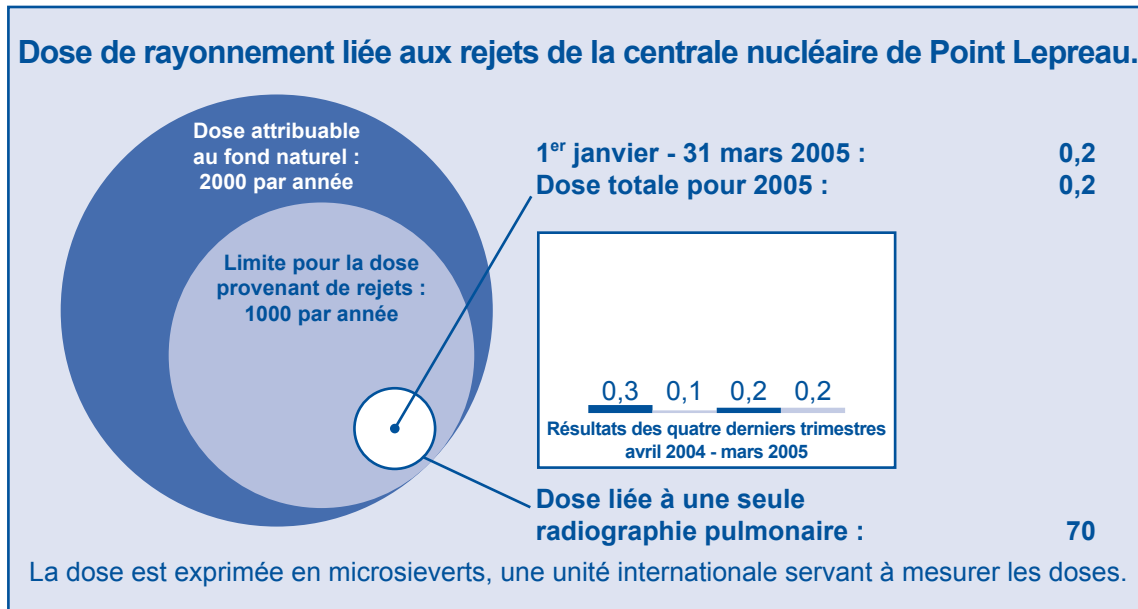 Dose de rayonnement liée aux rejets de la centrale nucléaire de Point Lepreau.
Dose attribuable
au fond naturel :
2000 par année
Limite pour la dose
provenant de rejets :
1000 par année
1er janvier - 31 mars 2005 : 0,2
Dose totale pour 2005 : 0,2
0,3 0,1 0,2 0,2
Résultats des quatre derniers trimestres
avril 2004 - mars 2005
Dose liée à une seule
radiographie pulmonaire : 70
La dose est exprimée en microsieverts, une unité internationale servant à mesurer les doses.